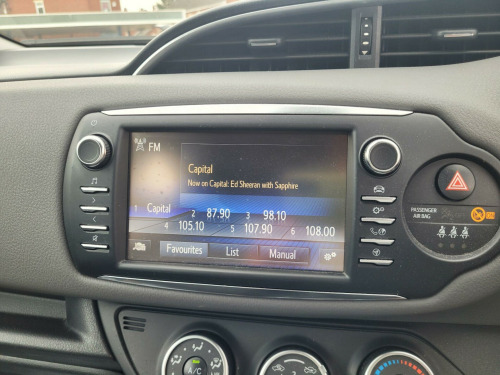 FM
Capital
Now on Capital: Ed Sheeran with Sapphire
1 Capital 2 87.90 3 98.10
4 105.10 5 107.90 6 108.00
Favourites List Manual
PASSENGER
AIR BAG
A/C